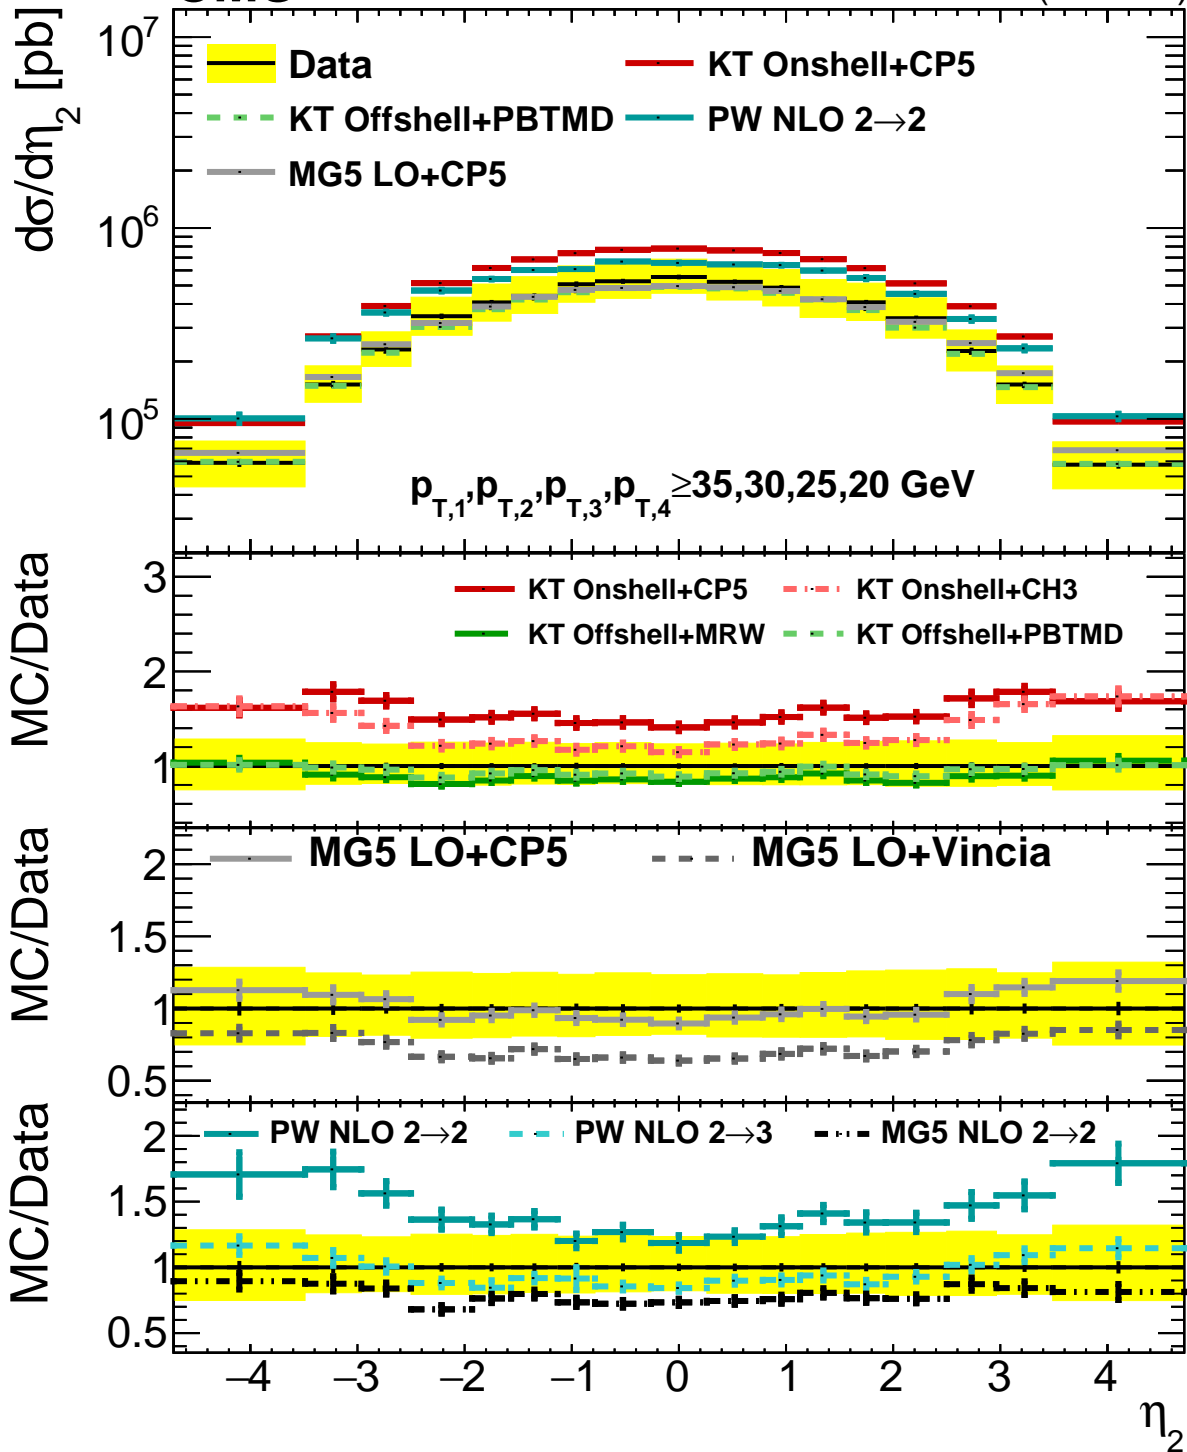 dσ/dη2 [pb]
10^7
10^6
10^5
Data
KT Onshell+CP5
KT Offshell+PBTMD
PW NLO 2→2
MG5 LO+CP5
pT,1,pT,2,pT,3,pT,4≥35,30,25,20 GeV
MC/Data
3
2
1
KT Onshell+CP5
KT Onshell+CH3
KT Offshell+MRW
KT Offshell+PBTMD
MC/Data
2
1.5
1
0.5
MG5 LO+CP5
MG5 LO+Vincia
MC/Data
2
1.5
1
0.5
PW NLO 2→2
PW NLO 2→3
MG5 NLO 2→2
−4 −3 −2 −1 0 1 2 3 4
η2